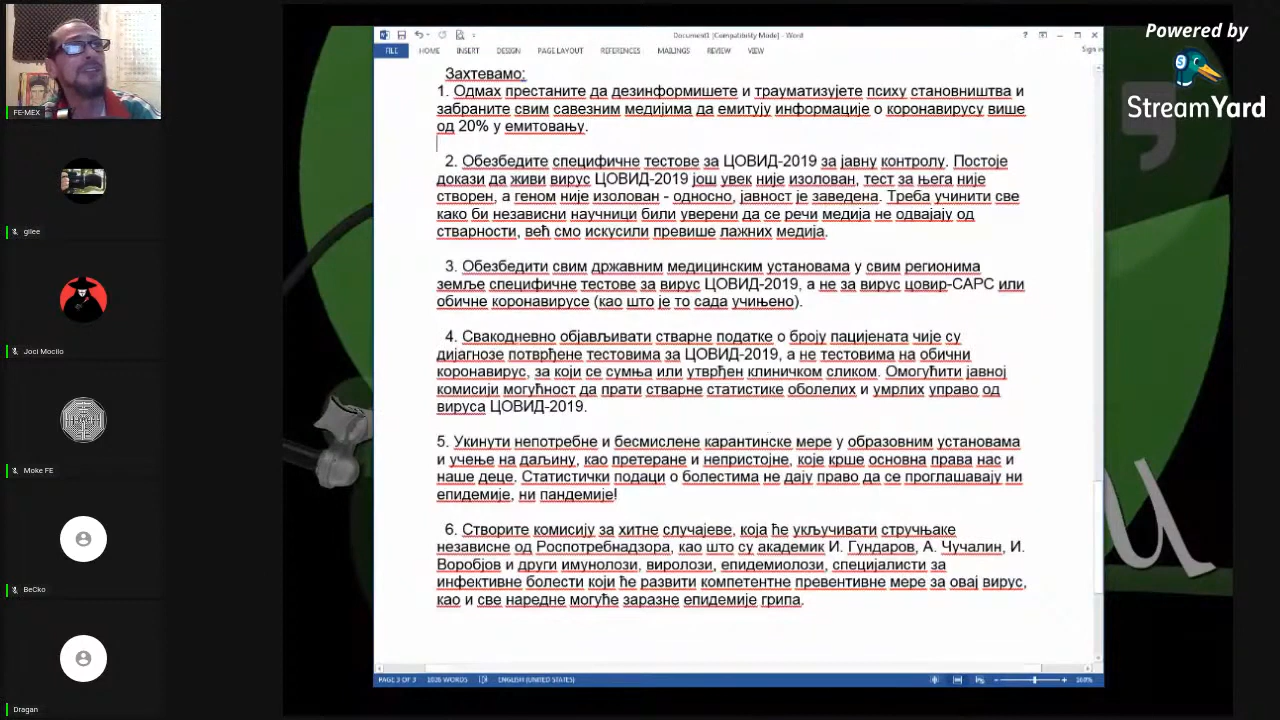 Document1 [Compatibility Mode] - Word
Sign in
FILE HOME INSERT DESIGN PAGE LAYOUT REFERENCES MAILINGS REVIEW VIEW
Захтевамо:
1. Одмах престаните да дезинформишете и трауматизујете психу становништва и
забраните свим савезним медијима да емитују информације о коронавирусу више
од 20% у емитовању.
2. Обезбедите специфичне тестове за ЦОВИД-2019 за јавну контролу. Постоје
докази да живи вирус ЦОВИД-2019 још увек није изолован, тест за њега није
створен, а геном није изолован - односно, јавност је заведена. Треба учинити све
како би независни научници били уверени да се речи медија не одвајају од
стварности, већ смо искусили превише лажних медија.
3. Обезбедити свим државним медицинским установама у свим регионима
земље специфичне тестове за вирус ЦОВИД-2019, а не за вирус цовир-САРС или
обичне коронавирусе (као што је то сада учињено).
4. Свакодневно објављивати стварне податке о броју пацијената чије су
дијагнозе потврђене тестовима за ЦОВИД-2019, а не тестовима на обични
коронавирус, за који се сумња или утврђен клиничком сликом. Омогућити јавној
комисији могућност да прати стварне статистике оболелих и умрлих управо од
вируса ЦОВИД-2019.
5. Укинути непотребне и бесмислене карантинске мере у образовним установама
и учење на даљину, као претеране и непристојне, које крше основна права нас и
наше деце. Статистички подаци о болестима не дају право да се проглашавају ни
епидемије, ни пандемије!
6. Створите комисију за хитне случајеве, која ће укључивати стручњаке
независне од Роспотребнадзора, као што су академик И. Гундаров, А. Чучалин, И.
Воробјов и други имунолози, виролози, епидемиолози, специјалисти за
инфективне болести који ће развити компетентне превентивне мере за овај вирус,
као и све наредне могуће заразне епидемије грипа.
PAGE 3 OF 3 1036 WORDS ENGLISH (UNITED STATES) 160%
FE-MEX
gilee
Joci Mocilo
Moke FE
BeCko
Dragan
Powered by
StreamYard
и